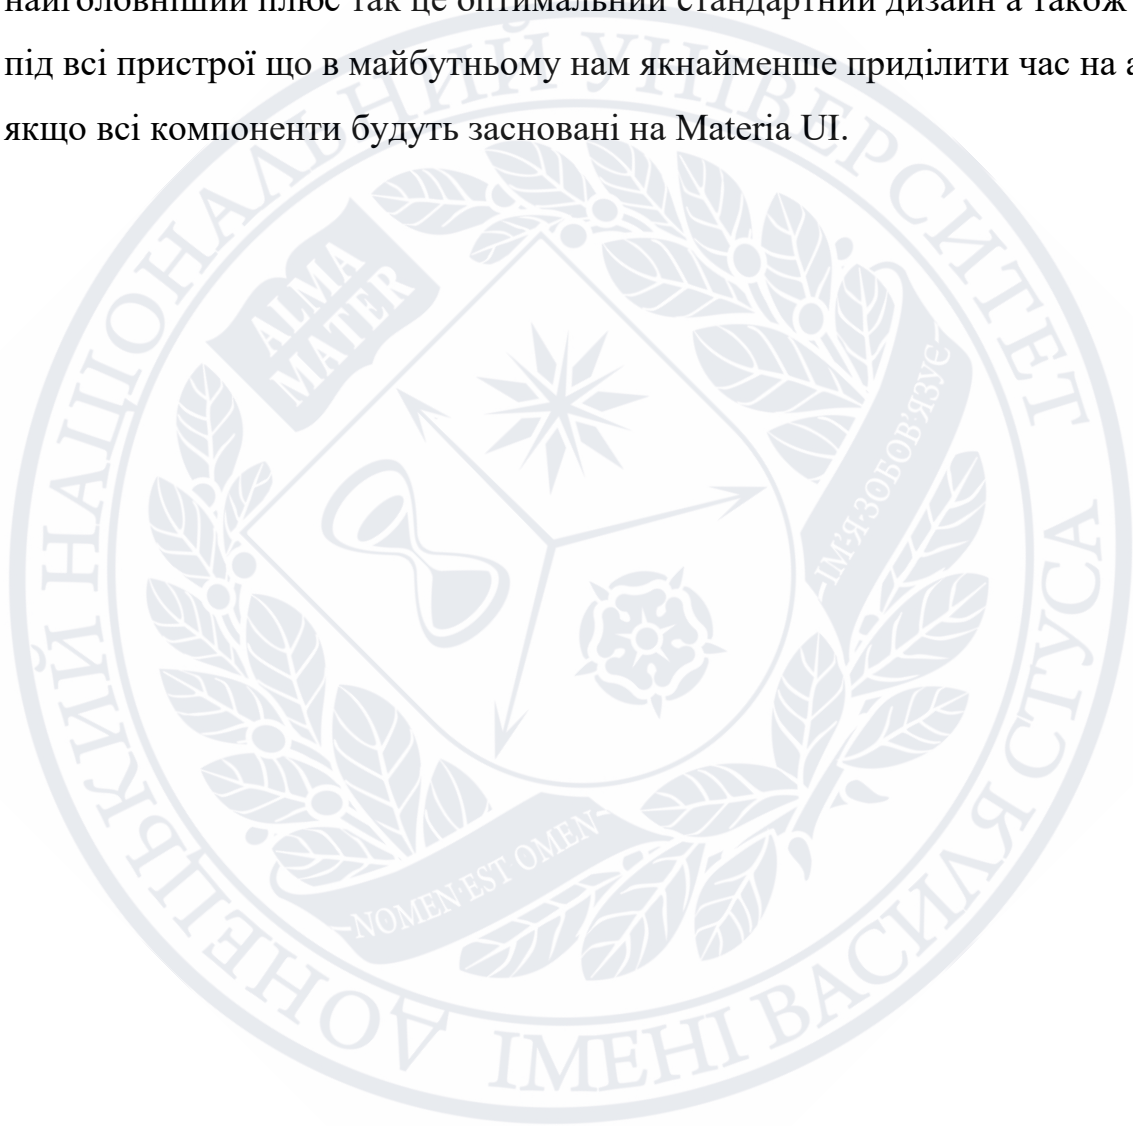 найголовніший плюс так це оптимальний стандартний дизайн а також
під всі пристрої що в майбутньому нам якнайменше приділити час на
якщо всі компоненти будуть засновані на Materia UI.
ДОНЕЦЬКИЙ НАЦІОНАЛЬНИЙ УНІВЕРСИТЕТ
ІМЕНІ ВАСИЛЯ СТУСА
ALMA
MATER
ІМ'Я·ЗОБОВ'ЯЗУЄ
NOMEN·EST OMEN